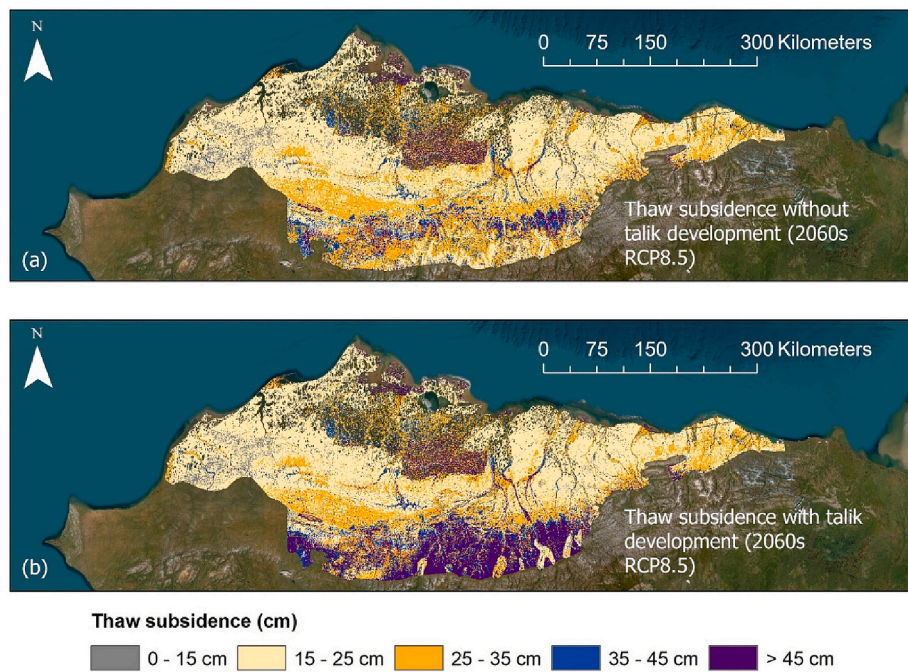 N
0 75 150 300 Kilometers
Thaw subsidence without
talik development (2060s
RCP8.5)
(a)
N
0 75 150 300 Kilometers
Thaw subsidence with talik
development (2060s
RCP8.5)
(b)
Thaw subsidence (cm)
0 - 15 cm 15 - 25 cm 25 - 35 cm 35 - 45 cm > 45 cm